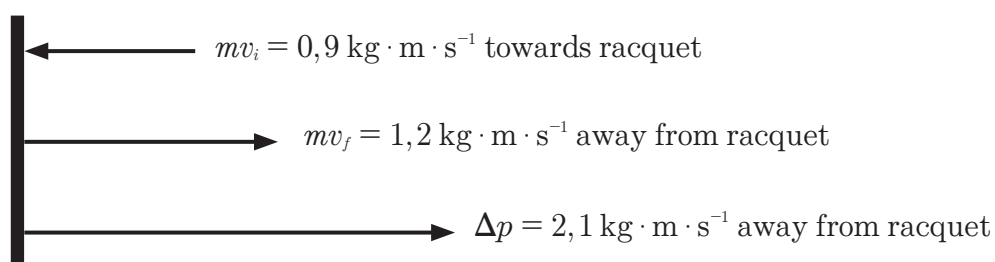 mvᵢ = 0,9 kg · m · s⁻¹ towards racquet
mv_f = 1,2 kg · m · s⁻¹ away from racquet
Δp = 2,1 kg · m · s⁻¹ away from racquet